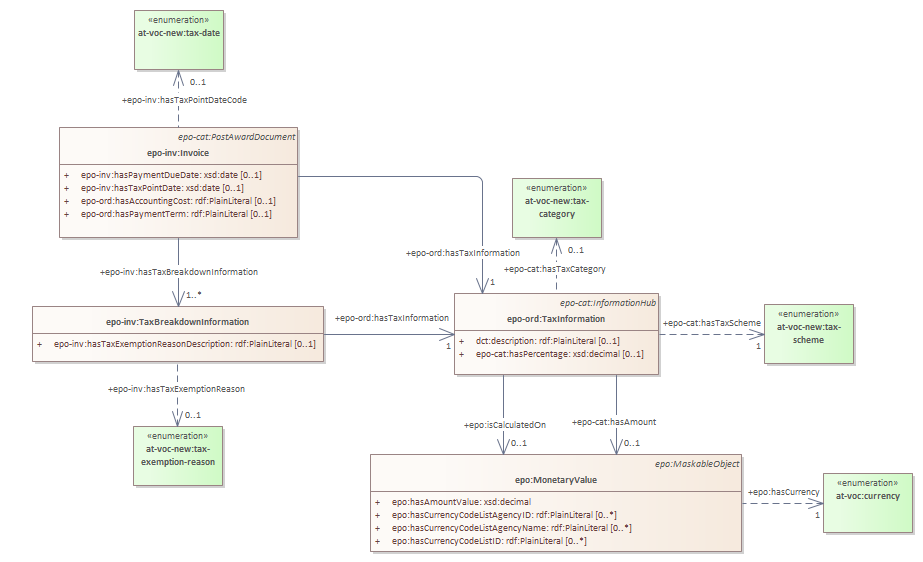 «enumeration»
at-voc-new:tax-date
0..1
+epo-inv:hasTaxPointDateCode
epo-cat:PostAwardDocument
epo-inv:Invoice
+ epo-inv:hasPaymentDueDate: xsd:date [0..1]
+ epo-inv:hasTaxPointDate: xsd:date [0..1]
+ epo-ord:hasAccountingCost: rdf:PlainLiteral [0..1]
+ epo-ord:hasPaymentTerm: rdf:PlainLiteral [0..1]
«enumeration»
at-voc-new:tax-
category
0..1
+epo-ord:hasTaxInformation
1
+epo-cat:hasTaxCategory
+epo-inv:hasTaxBreakdownInformation
1..*
epo-inv:TaxBreakdownInformation
+ epo-inv:hasTaxExemptionReasonDescription: rdf:PlainLiteral [0..1]
+epo-ord:hasTaxInformation
1
epo-cat:InformationHub
epo-ord:TaxInformation
+ dct:description: rdf:PlainLiteral [0..1]
+ epo-cat:hasPercentage: xsd:decimal [0..1]
+epo-cat:hasTaxScheme
1
«enumeration»
at-voc-new:tax-
scheme
+epo-inv:hasTaxExemptionReason
0..1
«enumeration»
at-voc-new:tax-
exemption-reason
+epo:isCalculatedOn
0..1
+epo-cat:hasAmount
0..1
epo:MaskableObject
epo:MonetaryValue
+ epo:hasAmountValue: xsd:decimal
+ epo:hasCurrencyCodeListAgencyID: rdf:PlainLiteral [0..*]
+ epo:hasCurrencyCodeListAgencyName: rdf:PlainLiteral [0..*]
+ epo:hasCurrencyCodeListID: rdf:PlainLiteral [0..*]
+epo:hasCurrency
1
«enumeration»
at-voc:currency